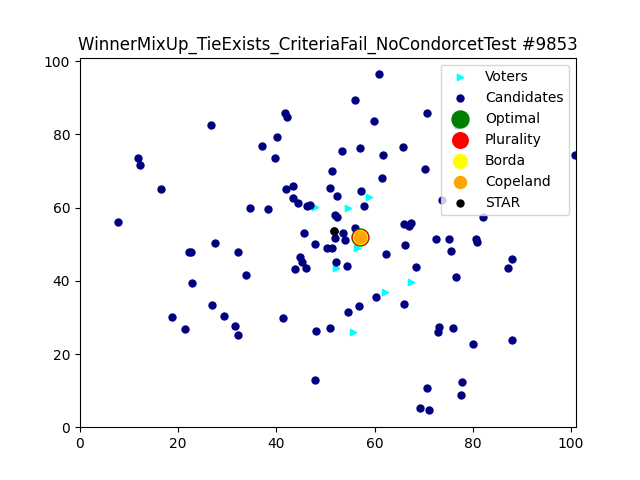 WinnerMixUp_TieExists_CriteriaFail_NoCondorcetTest #9853
100
80
60
40
20
0
0
20
40
60
80
100
Voters
Candidates
Optimal
Plurality
Borda
Copeland
STAR